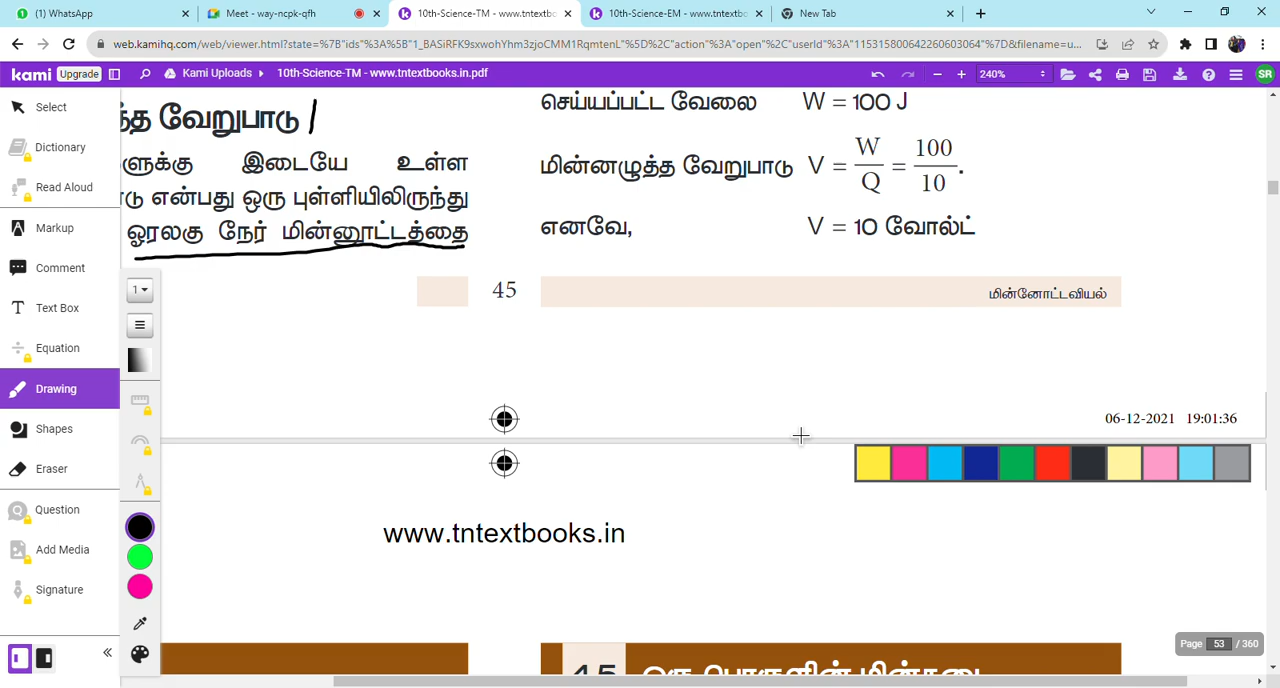 (1) WhatsApp
Meet - way-ncpk-qfh
10th-Science-TM - www.tntextbo
10th-Science-EM - www.tntextbo
New Tab
web.kamihq.com/web/viewer.html?state=%7B"ids"%3A%5B"1_BASiRFK9sxwohYhm3zjoCMM1RqmtenL"%5D%2C"action"%3A"open"%2C"userId"%3A"115315800642260603064"%7D&filename=u...
kami Upgrade
Kami Uploads
10th-Science-TM - www.tntextbooks.in.pdf
240%
SR
Select
Dictionary
Read Aloud
Markup
Comment
Text Box
Equation
Drawing
Shapes
Eraser
Question
Add Media
Signature
1
த்த வேறுபாடு
ளுக்கு இடையே உள்ள
டு என்பது ஒரு புள்ளியிலிருந்து
ஓரலகு நேர் மின்னூட்டத்தை
செய்யப்பட்ட வேலை W = 100 J
மின்னழுத்த வேறுபாடு V = W/Q = 100/10.
எனவே, V = 10 வோல்ட்
45
மின்னோட்டவியல்
06-12-2021 19:01:36
www.tntextbooks.in
Page 53 / 360